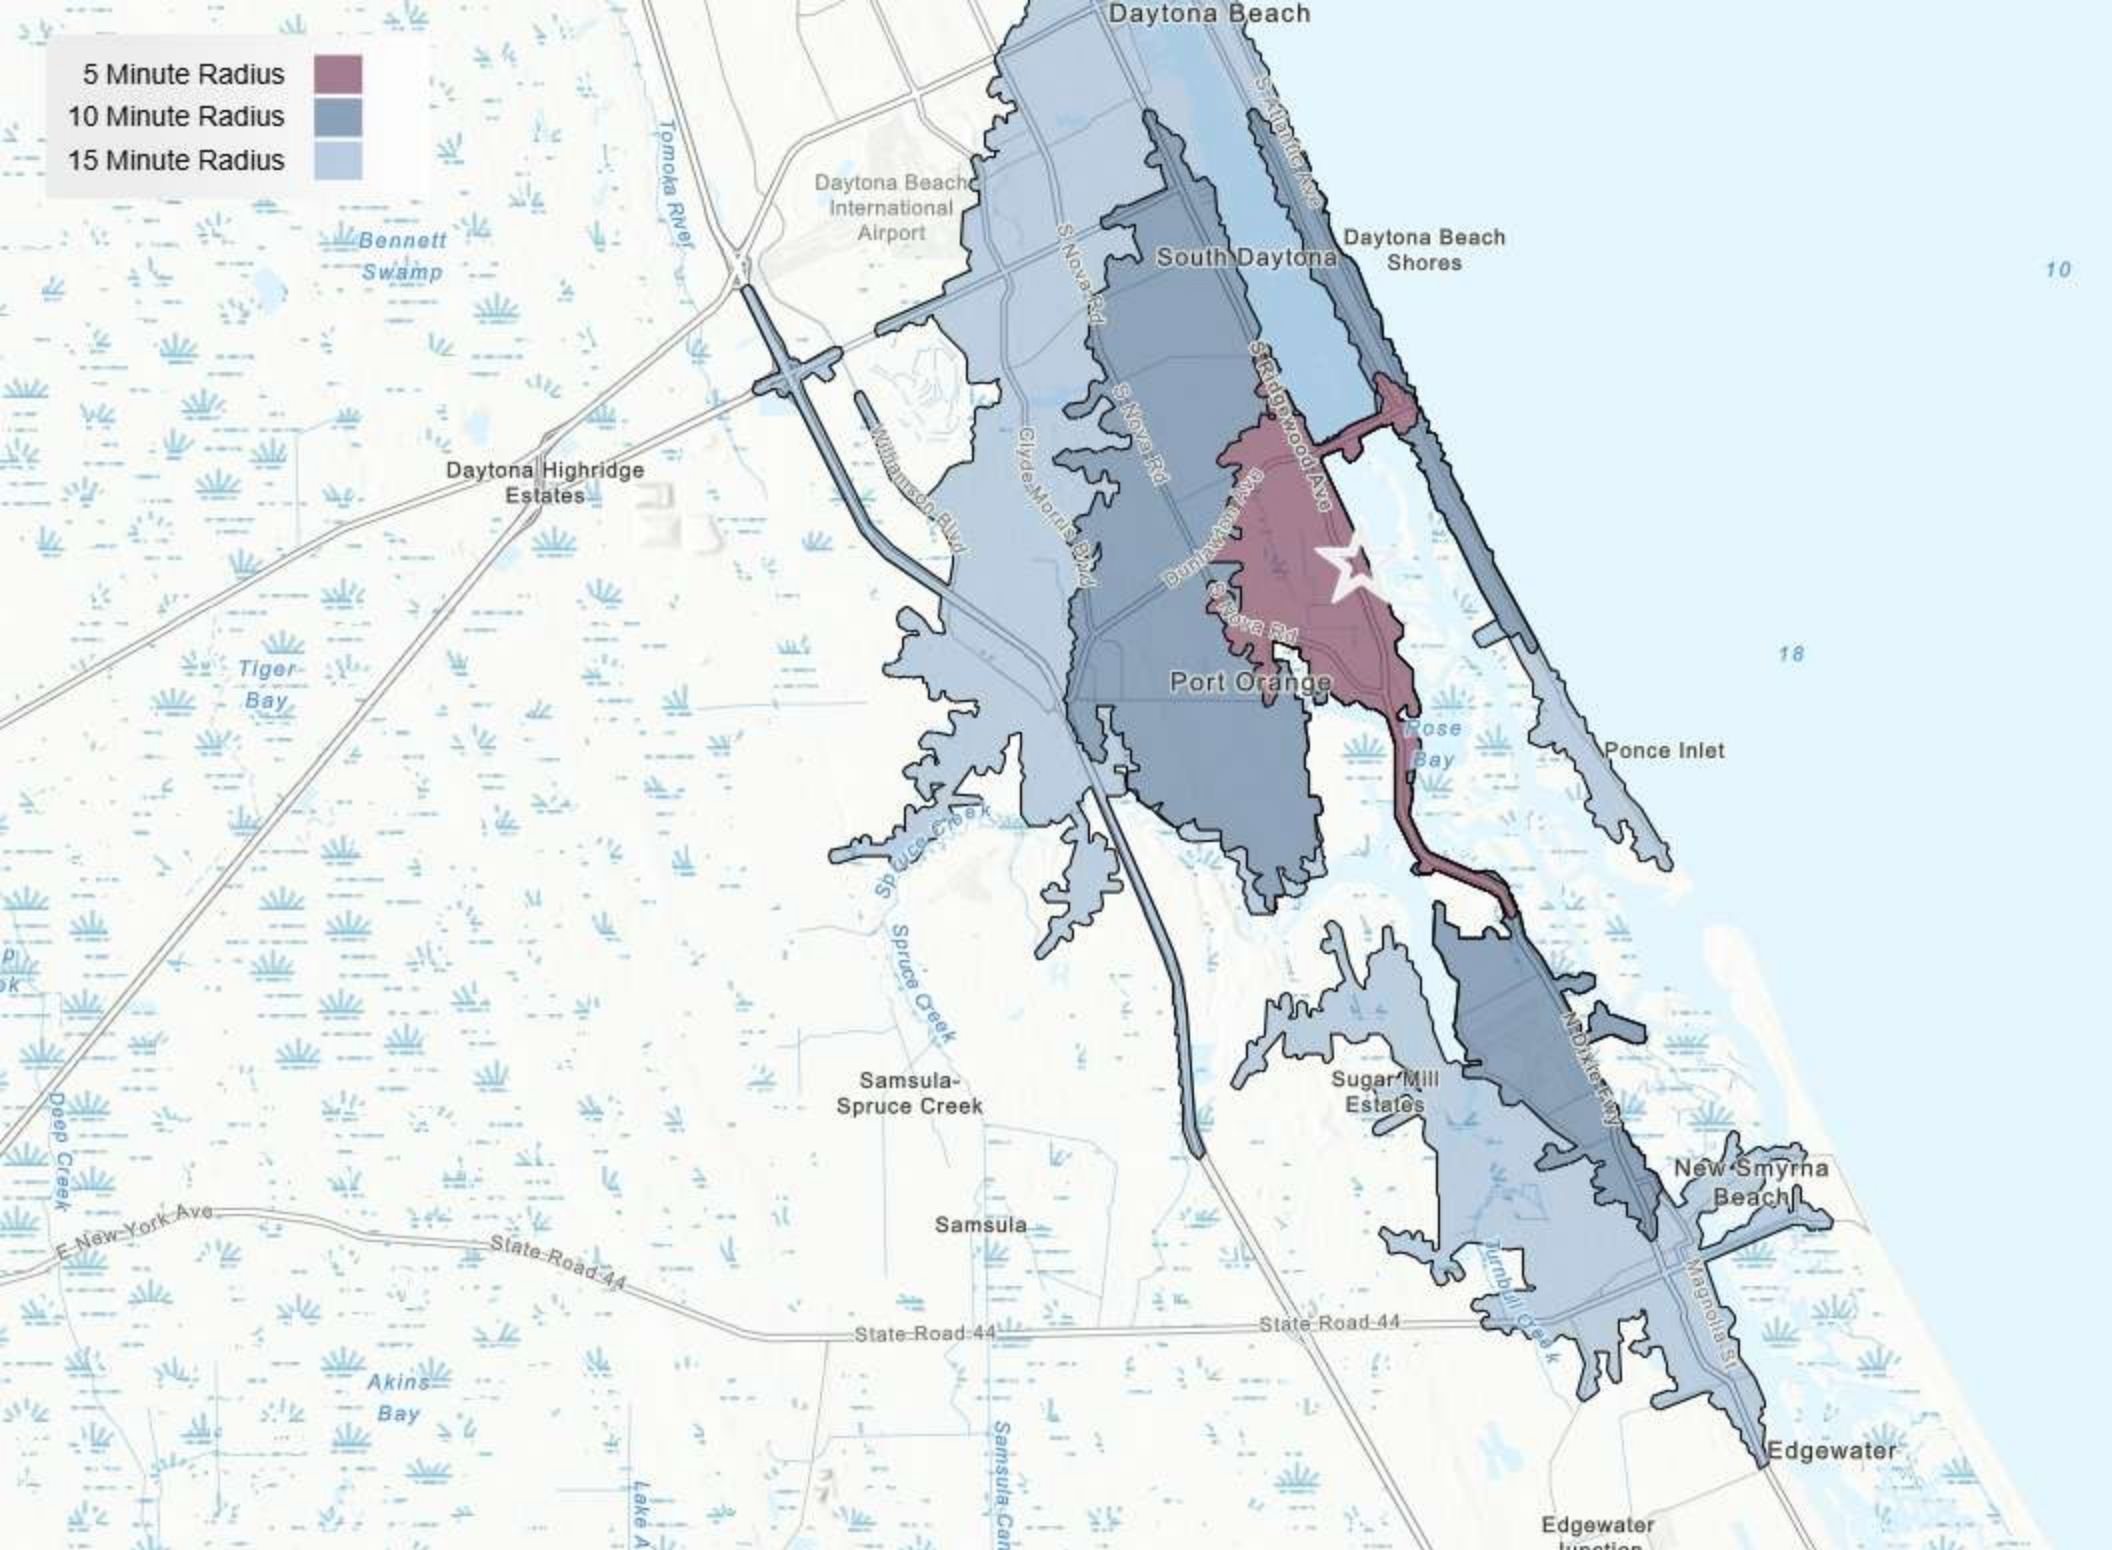 Daytona Beach
5 Minute Radius
10 Minute Radius
15 Minute Radius
S Atlantic Ave
Tomoka River
Daytona Beach
International
Airport
Bennett
Swamp
South Daytona
Daytona Beach
Shores
10
S Nova Rd
S Ridgewood Ave
S Nova Rd
Williamson Blvd
Clyde Morris Blvd
Daytona Highridge
Estates
Dunlawton Ave
S Nova Rd
18
Tiger
Bay
Port Orange
Rose
Bay
Ponce Inlet
Spruce Creek
Spruce Creek
N Dixie Fwy
Samsula-
Spruce Creek
Sugar Mill
Estates
Deep Creek
New Smyrna
Beach
E New York Ave
State Road 44
Samsula
Turnbull Creek
Magnolia St
State Road 44
State Road 44
Akins
Bay
Edgewater
Samsula Can
Lake A
Edgewater
Junction